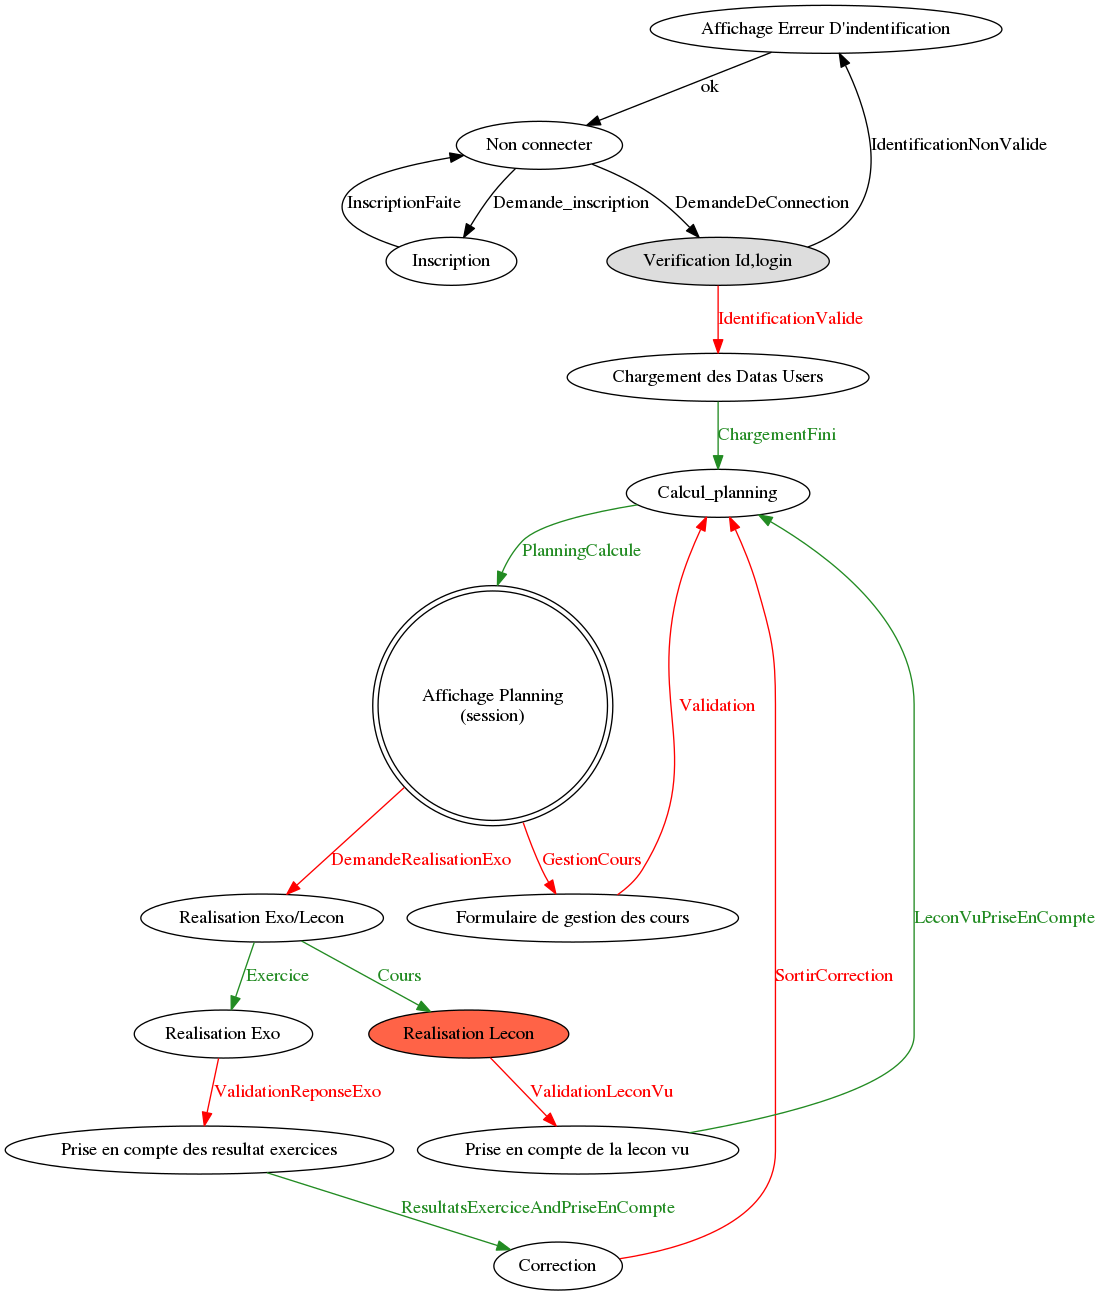 Affichage Erreur D'indentification
ok
Non connecter
IdentificationNonValide
InscriptionFaite
Demande_inscription
DemandeDeConnection
Inscription
Verification Id,login
IdentificationValide
Chargement des Datas Users
ChargementFini
Calcul_planning
PlanningCalcule
Affichage Planning
(session)
Validation
DemandeRealisationExo
GestionCours
Realisation Exo/Lecon
Formulaire de gestion des cours
LeconVuPriseEnCompte
Exercice
Cours
SortirCorrection
Realisation Exo
Realisation Lecon
ValidationReponseExo
ValidationLeconVu
Prise en compte des resultat exercices
Prise en compte de la lecon vu
ResultatsExerciceAndPriseEnCompte
Correction